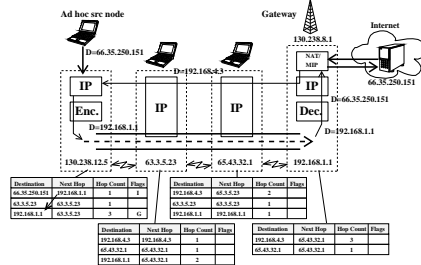 Ad hoc src node
Gateway
130.238.8.1
Internet
D=66.35.250.151
D=192.168.4.3
NAT/
MIP
66.35.250.151
IP
IP
IP
IP
D=66.35.250.151
Enc.
Dec.
D=192.168.1.1
D=192.168.1.1
130.238.12.5
63.3.5.23
65.43.32.1
192.168.1.1
Destination Next Hop Hop Count Flags
66.35.250.151 192.168.1.1 1 I
63.3.5.23 63.3.5.23 1
192.168.1.1 63.3.5.23 3 G
Destination Next Hop Hop Count Flags
192.168.4.3 63.3.5.23 2
63.3.5.23 63.3.5.23 1
192.168.1.1 192.168.1.1 1
Destination Next Hop Hop Count Flags
192.168.4.3 192.168.4.3 1
65.43.32.1 65.43.32.1 1
192.168.1.1 65.43.32.1 2
Destination Next Hop Hop Count Flags
192.168.4.3 65.43.32.1 3
65.43.32.1 65.43.32.1 1